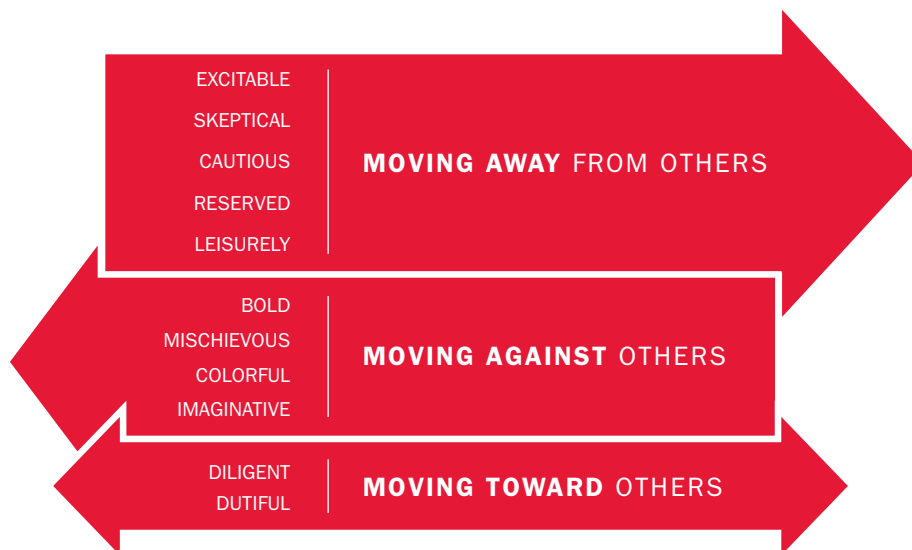 EXCITABLE
SKEPTICAL
CAUTIOUS
RESERVED
LEISURELY
MOVING AWAY FROM OTHERS
BOLD
MISCHIEVOUS
COLORFUL
IMAGINATIVE
MOVING AGAINST OTHERS
DILIGENT
DUTIFUL
MOVING TOWARD OTHERS